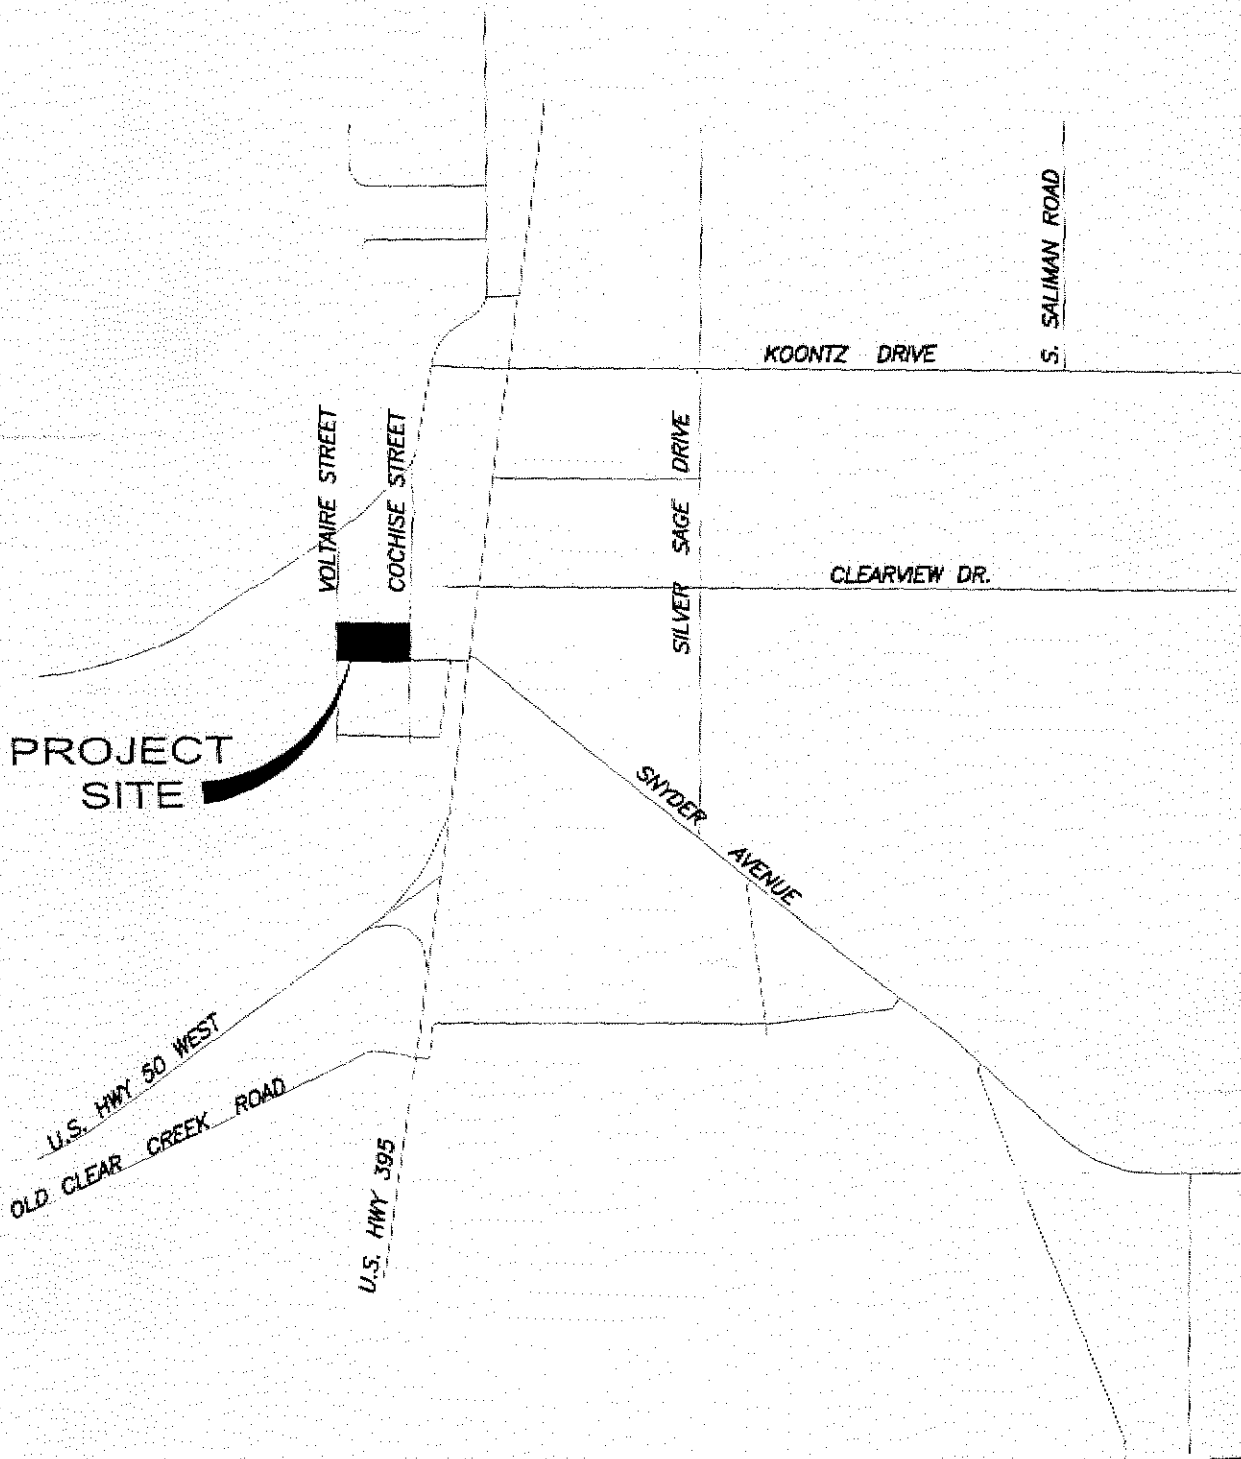 S. SALIMAN ROAD
KOONTZ DRIVE
VOLTAIRE STREET
COCHISE STREET
SILVER SAGE DRIVE
CLEARVIEW DR.
PROJECT
SITE
SNYDER AVENUE
U.S. HWY 50 WEST
OLD CLEAR CREEK ROAD
U.S. HWY 395